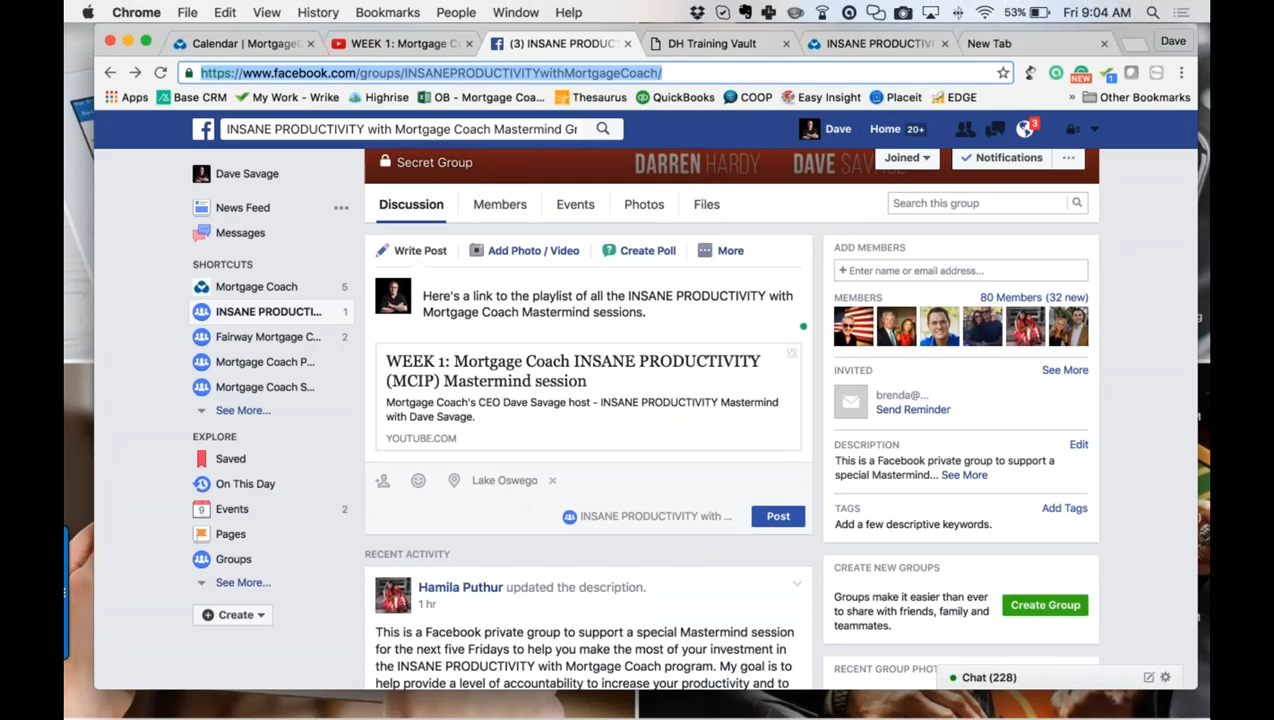 Chrome File Edit View History Bookmarks People Window Help 53% Fri 9:04 AM
Calendar | MortgageC × WEEK 1: Mortgage C × (3) INSANE PRODUC × DH Training Vault × INSANE PRODUCTIV × New Tab × Dave
https://www.facebook.com/groups/INSANEPRODUCTIVITYwithMortgageCoach/
NEW 1
Apps Base CRM My Work - Wrike Highrise OB - Mortgage Coa... Thesaurus QuickBooks COOP Easy Insight Placeit EDGE » Other Bookmarks
INSANE PRODUCTIVITY with Mortgage Coach Mastermind Gr Dave Home 20+ 3
Secret Group DARREN HARDY DAVE SAV Joined Notifications
Dave Savage
News Feed
Messages
SHORTCUTS
Mortgage Coach 5
INSANE PRODUCTI... 1
Fairway Mortgage C... 2
Mortgage Coach P...
Mortgage Coach S...
See More...
EXPLORE
Saved
On This Day
Events 2
9
Pages
Groups
See More...
Create
Discussion Members Events Photos Files
Search this group
Write Post Add Photo / Video Create Poll More
Here's a link to the playlist of all the INSANE PRODUCTIVITY with
Mortgage Coach Mastermind sessions.
WEEK 1: Mortgage Coach INSANE PRODUCTIVITY
(MCIP) Mastermind session
Mortgage Coach's CEO Dave Savage host - INSANE PRODUCTIVITY Mastermind
with Dave Savage.
YOUTUBE.COM
Lake Oswego ×
INSANE PRODUCTIVITY with ... Post
RECENT ACTIVITY
Hamila Puthur updated the description.
1 hr
This is a Facebook private group to support a special Mastermind session
for the next five Fridays to help you make the most of your investment in
the INSANE PRODUCTIVITY with Mortgage Coach program. My goal is to
help provide a level of accountability to increase your productivity and to
ADD MEMBERS
+ Enter name or email address...
MEMBERS 80 Members (32 new)
INVITED See More
brenda@...
Send Reminder
DESCRIPTION Edit
This is a Facebook private group to support a
special Mastermind... See More
TAGS Add Tags
Add a few descriptive keywords.
CREATE NEW GROUPS
Groups make it easier than ever
to share with friends, family and
teammates.
Create Group
RECENT GROUP PHOT
Chat (228)